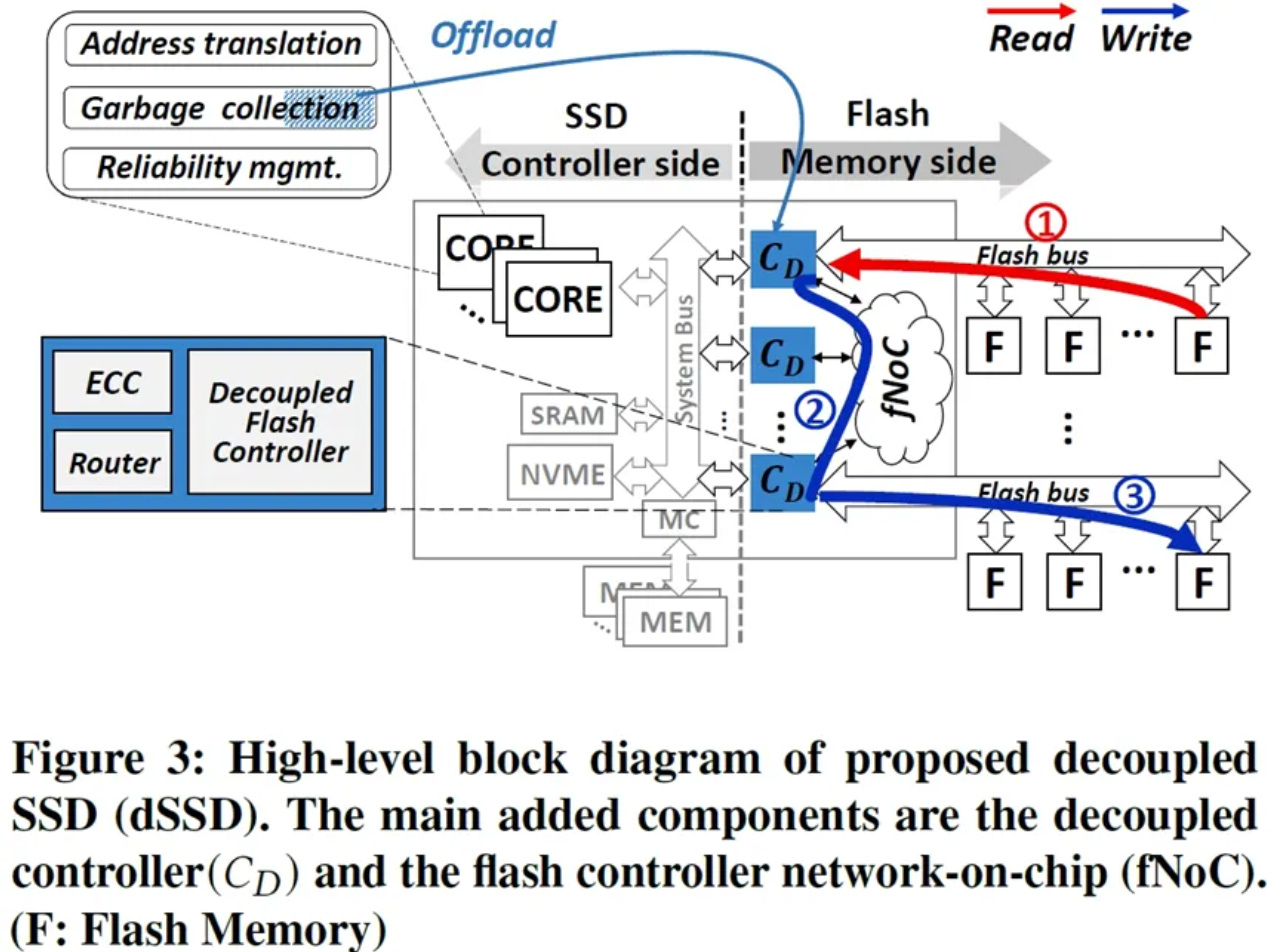 Address translation
Garbage collection
Reliability mgmt.
Offload
Read Write
SSD
Controller side
Flash
Memory side
CORE
CORE
System Bus
SRAM
NVME
MC
MEM
MEM
C_D
C_D
C_D
fNoC
①
②
③
Flash bus
F F ... F
Flash bus
F F ... F
ECC
Router
Decoupled
Flash
Controller
Figure 3: High-level block diagram of proposed decoupled
SSD (dSSD). The main added components are the decoupled
controller(C_D) and the flash controller network-on-chip (fNoC).
(F: Flash Memory)